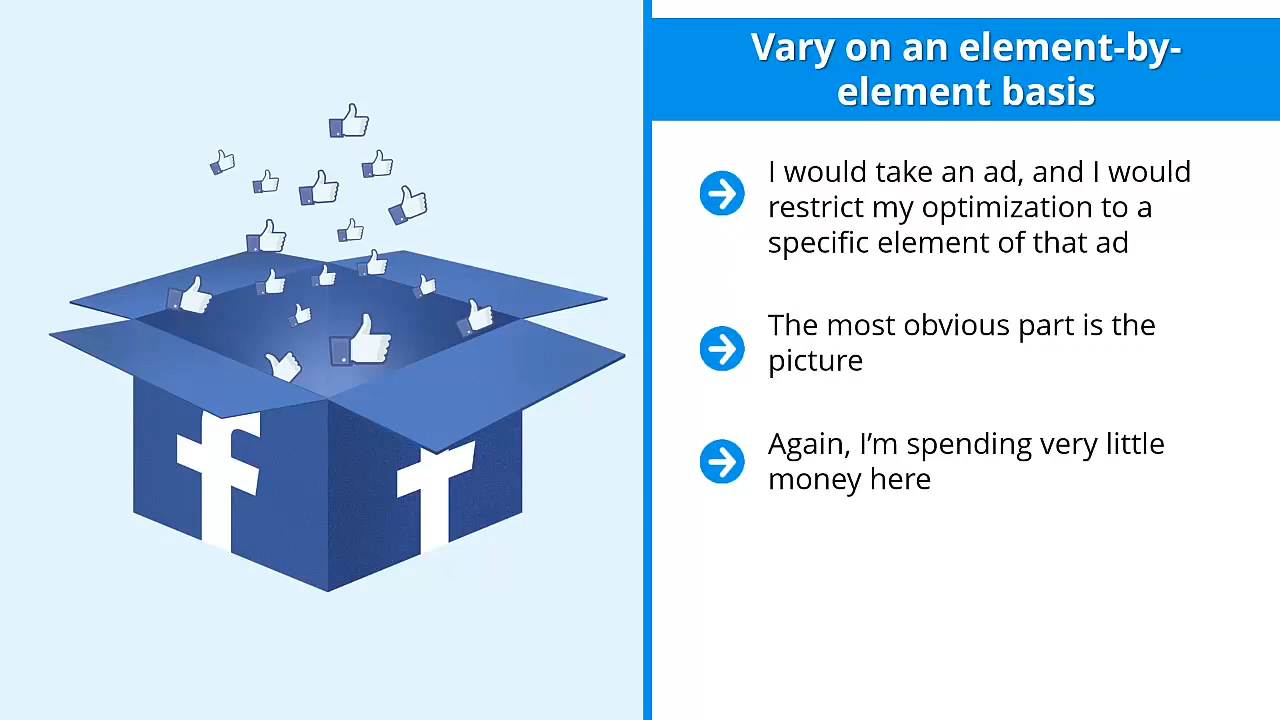 Vary on an element-by-
element basis
I would take an ad, and I would
restrict my optimization to a
specific element of that ad
The most obvious part is the
picture
Again, I’m spending very little
money here